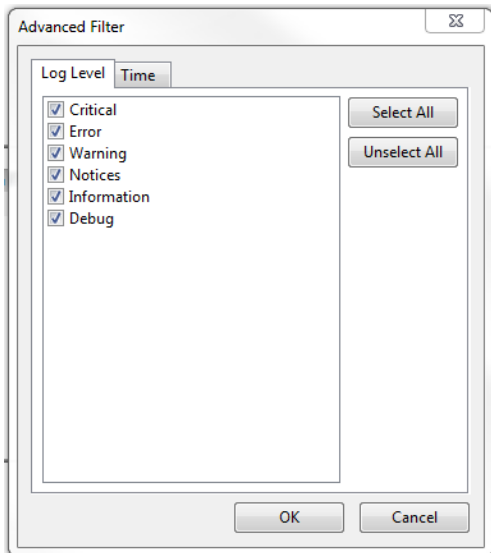 Advanced Filter
Log Level
Time
Critical
Error
Warning
Notices
Information
Debug
Select All
Unselect All
OK
Cancel